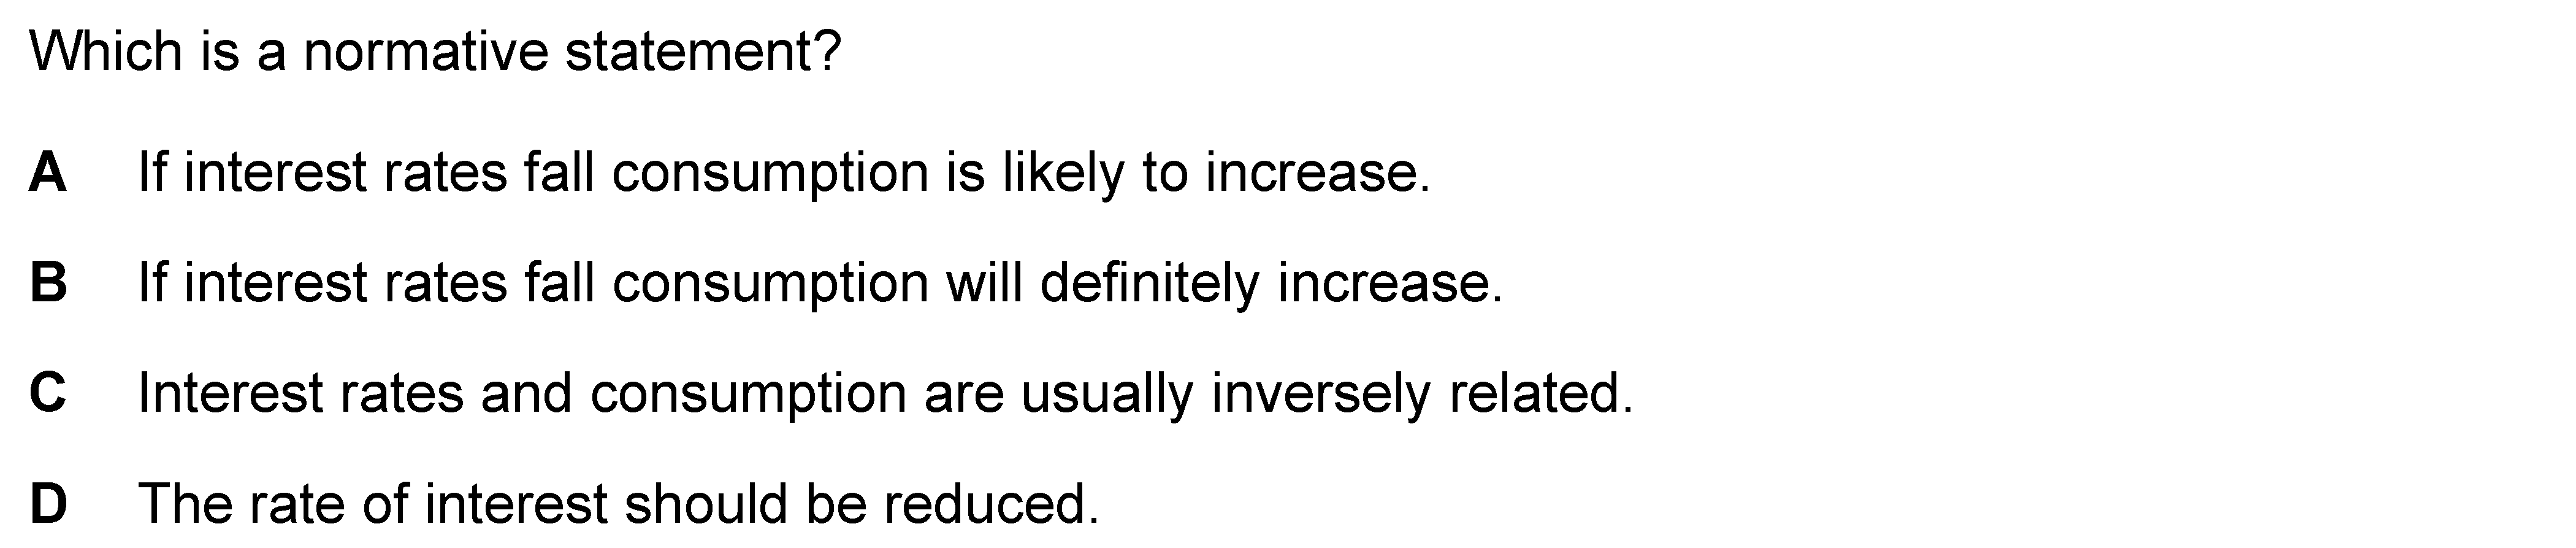 Which is a normative statement?
A If interest rates fall consumption is likely to increase.
B If interest rates fall consumption will definitely increase.
C Interest rates and consumption are usually inversely related.
D The rate of interest should be reduced.